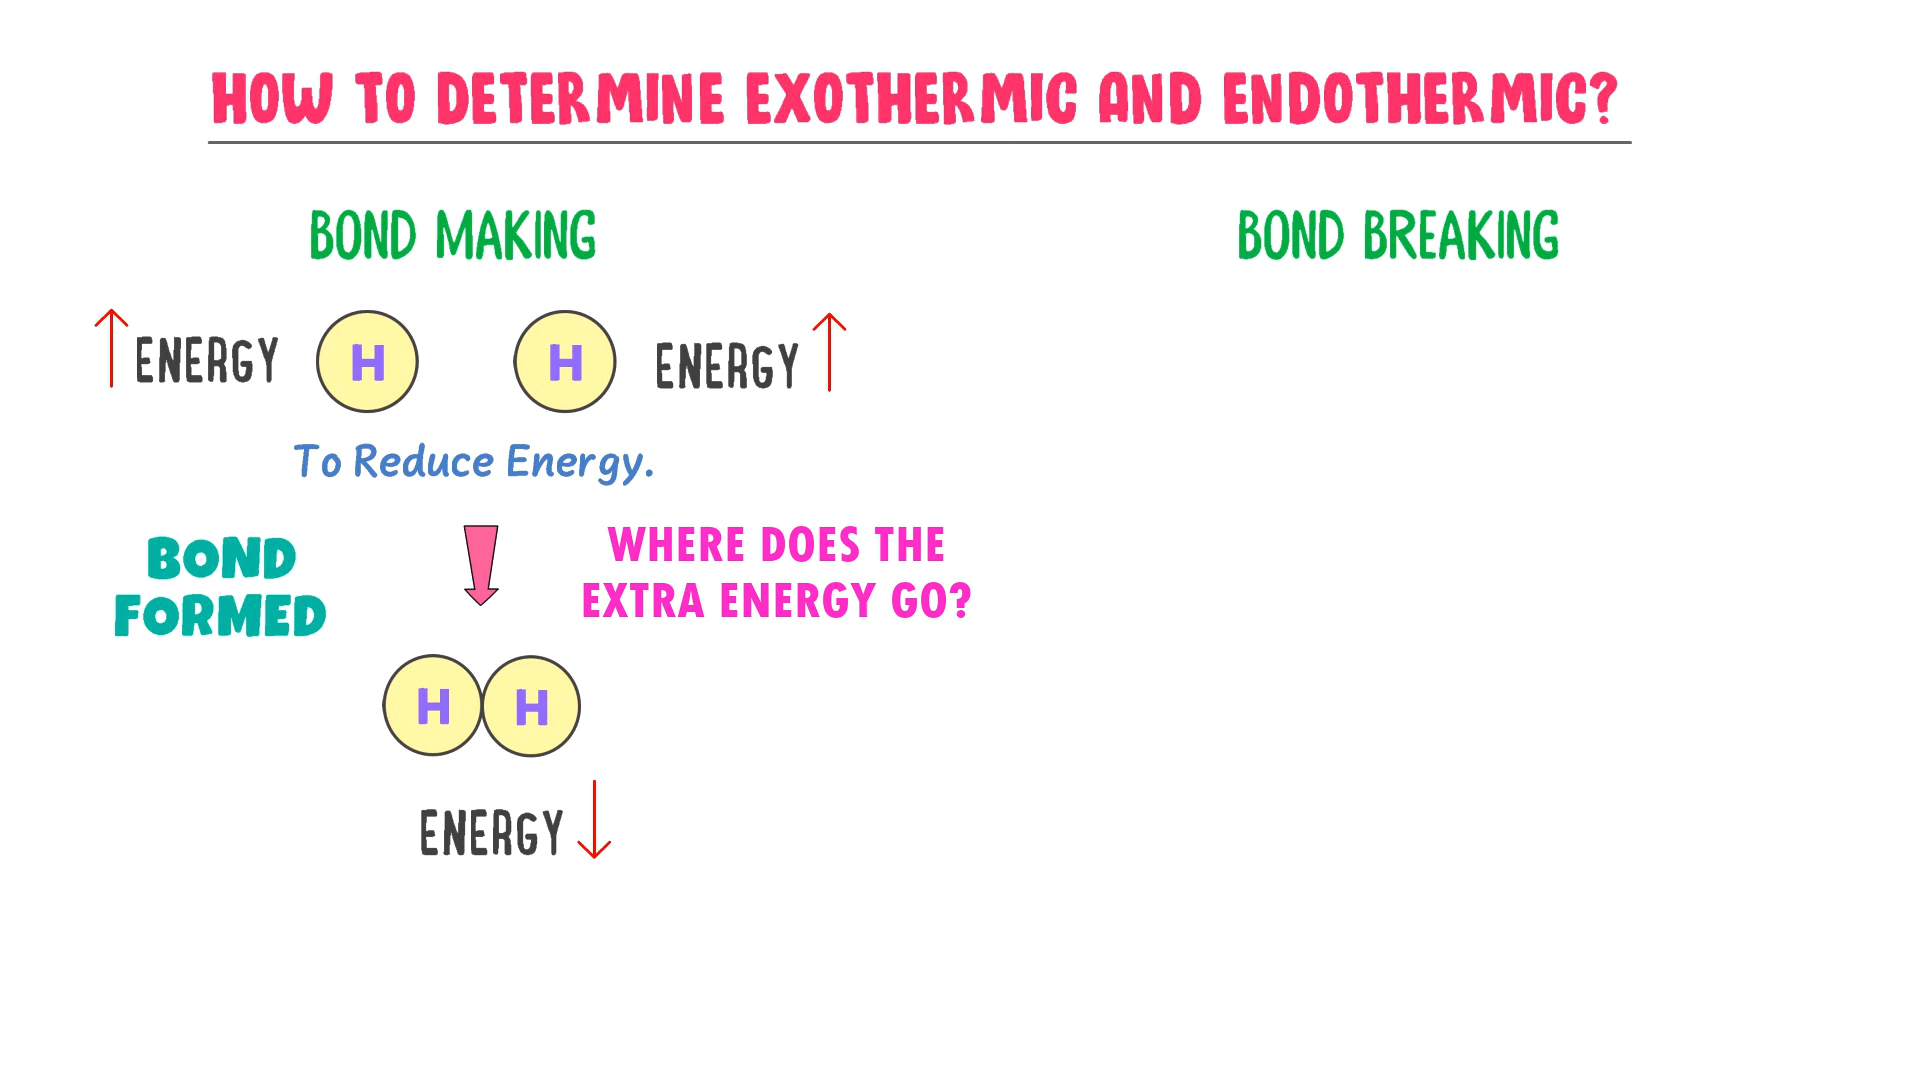 HOW TO DETERMINE EXOTHERMIC AND ENDOTHERMIC?
BOND MAKING
BOND BREAKING
ENERGY
H
H
ENERGY
To Reduce Energy.
BOND
FORMED
WHERE DOES THE
EXTRA ENERGY GO?
H
H
ENERGY